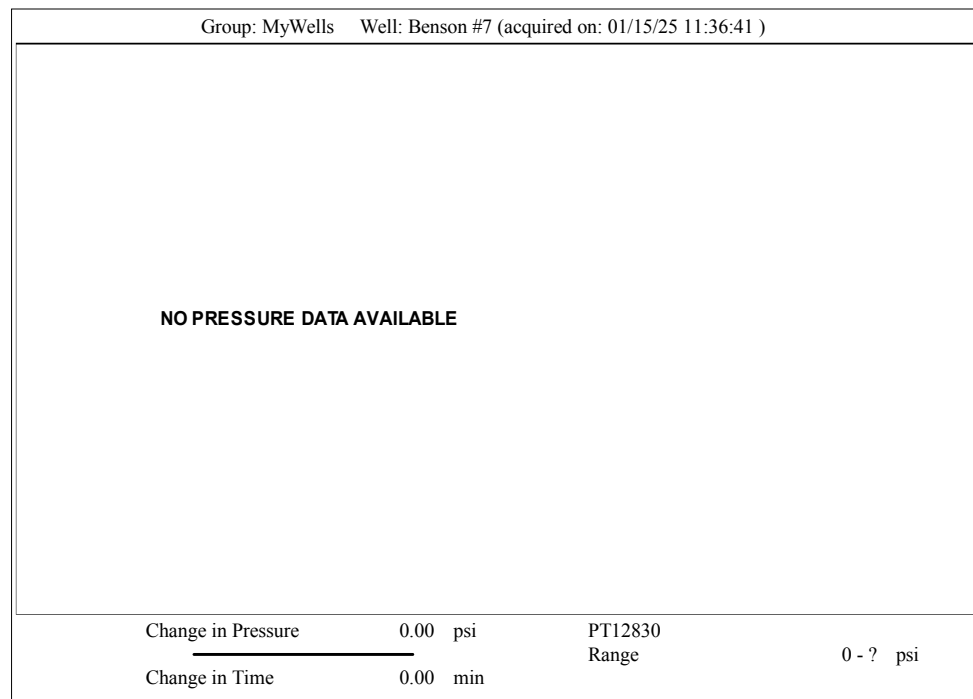 Group: MyWells Well: Benson #7 (acquired on: 01/15/25 11:36:41 )
NO PRESSURE DATA AVAILABLE
Change in Pressure 0.00 psi PT12830
Range 0 - ? psi
Change in Time 0.00 min